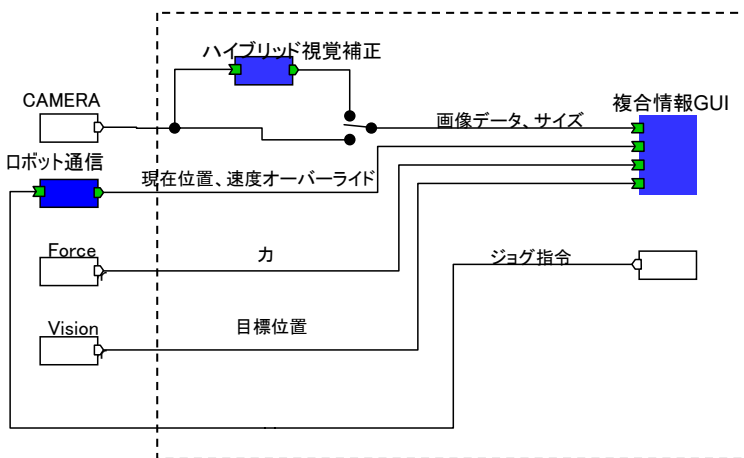 ハイブリッド視覚補正
CAMERA
複合情報GUI
画像データ、サイズ
ロボット通信
現在位置、速度オーバーライド
Force
力
ジョグ指令
Vision
目標位置